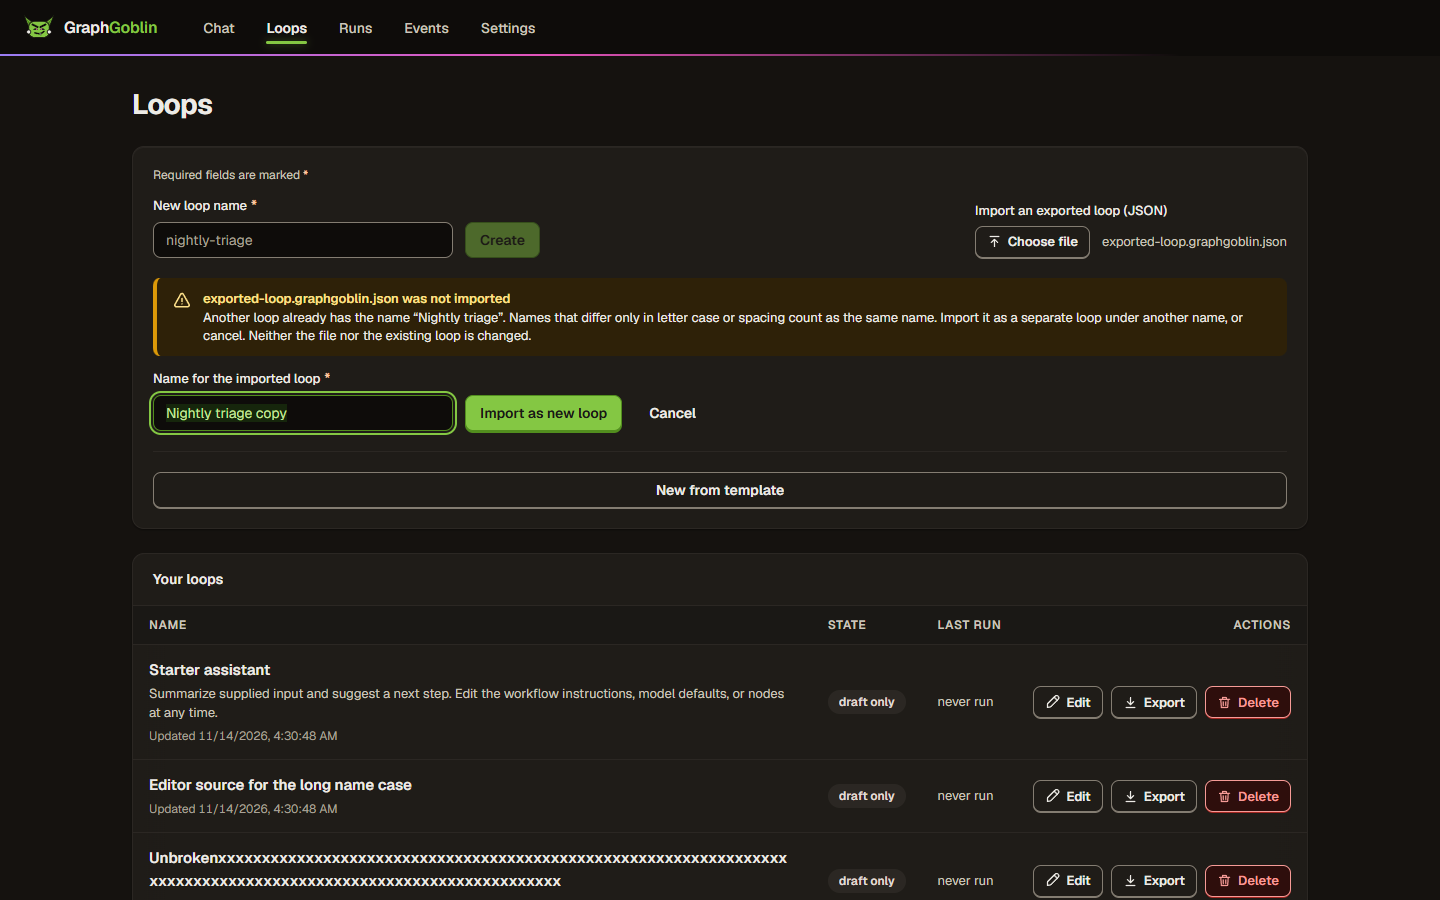 GraphGoblin
Chat
Loops
Runs
Events
Settings
Loops
Required fields are marked *
New loop name *
nightly-triage
Create
Import an exported loop (JSON)
Choose file
exported-loop.graphgoblin.json
exported-loop.graphgoblin.json was not imported
Another loop already has the name “Nightly triage”. Names that differ only in letter case or spacing count as the same name. Import it as a separate loop under another name, or
cancel. Neither the file nor the existing loop is changed.
Name for the imported loop *
Nightly triage copy
Import as new loop
Cancel
New from template
Your loops
NAME
STATE
LAST RUN
ACTIONS
Starter assistant
Summarize supplied input and suggest a next step. Edit the workflow instructions, model defaults, or nodes
at any time.
Updated 11/14/2026, 4:30:48 AM
draft only
never run
Edit
Export
Delete
Editor source for the long name case
Updated 11/14/2026, 4:30:48 AM
draft only
never run
Edit
Export
Delete
Unbrokenxxxxxxxxxxxxxxxxxxxxxxxxxxxxxxxxxxxxxxxxxxxxxxxxxxxxxxxxxxxxxxxxx
xxxxxxxxxxxxxxxxxxxxxxxxxxxxxxxxxxxxxxxxxxxxxxx
draft only
never run
Edit
Export
Delete